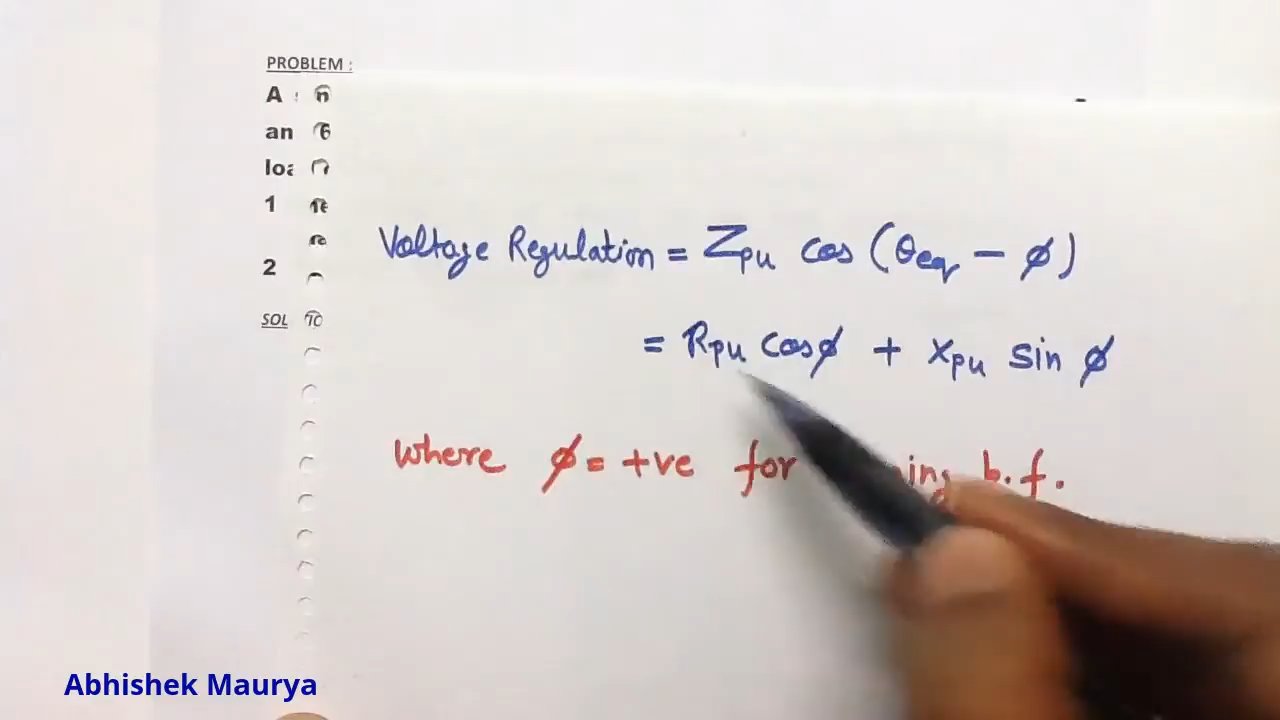 PROBLEM :
A
an
loa
1
2
SOL
Voltage Regulation = Zpu cos (θeq - φ)
= Rpu cosφ + Xpu sin φ
where φ = +ve for p.f.
Abhishek Maurya